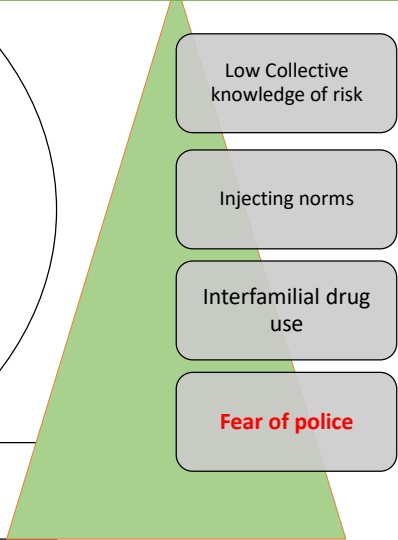 Low Collective
knowledge of risk
Injecting norms
Interfamilial drug
use
Fear of police